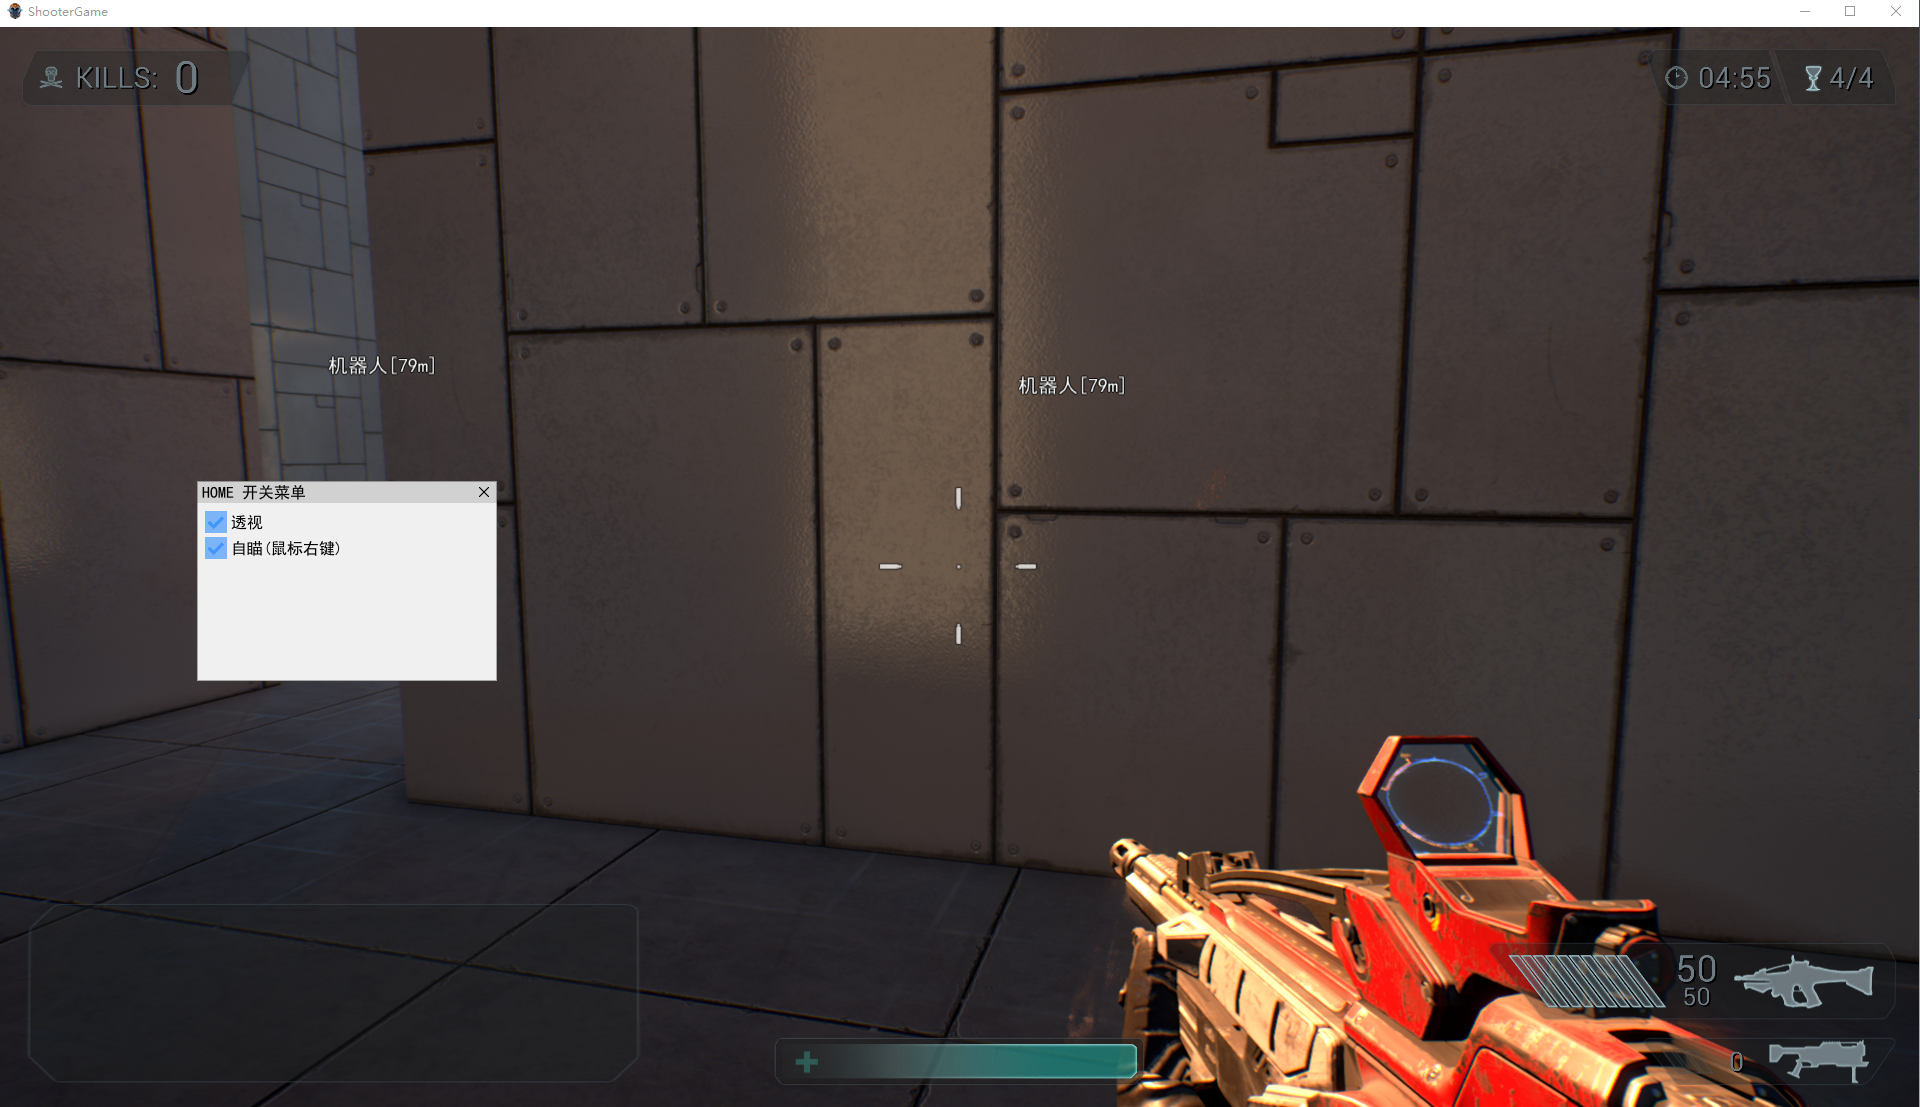 ShooterGame
KILLS: 0
04:55
4/4
机器人[79m]
机器人[79m]
HOME 开关菜单
透视
自瞄(鼠标右键)
50
50
0